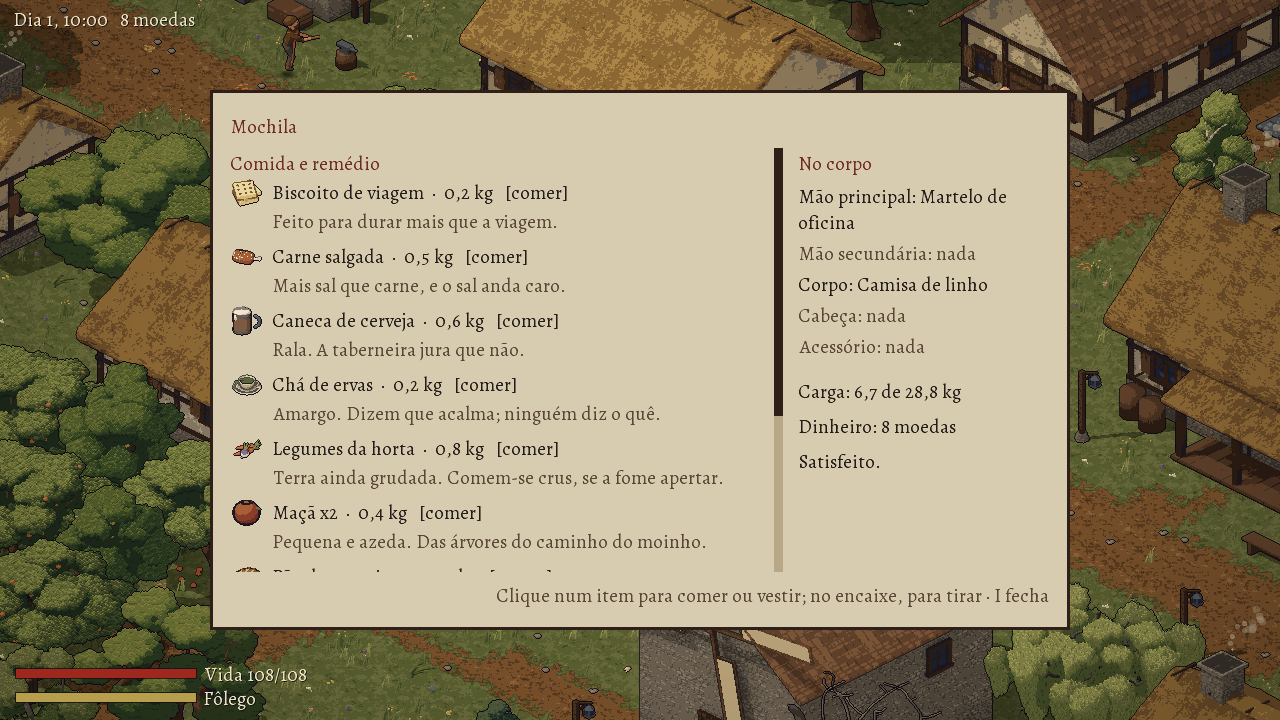 Dia 1, 10:00 8 moedas
Mochila
Comida e remédio
Biscoito de viagem · 0,2 kg [comer]
Feito para durar mais que a viagem.
Carne salgada · 0,5 kg [comer]
Mais sal que carne, e o sal anda caro.
Caneca de cerveja · 0,6 kg [comer]
Rala. A taberneira jura que não.
Chá de ervas · 0,2 kg [comer]
Amargo. Dizem que acalma; ninguém diz o quê.
Legumes da horta · 0,8 kg [comer]
Terra ainda grudada. Comem-se crus, se a fome apertar.
Maçã x2 · 0,4 kg [comer]
Pequena e azeda. Das árvores do caminho do moinho.
No corpo
Mão principal: Martelo de
oficina
Mão secundária: nada
Corpo: Camisa de linho
Cabeça: nada
Acessório: nada
Carga: 6,7 de 28,8 kg
Dinheiro: 8 moedas
Satisfeito.
Clique num item para comer ou vestir; no encaixe, para tirar · I fecha
Vida 108/108
Fôlego